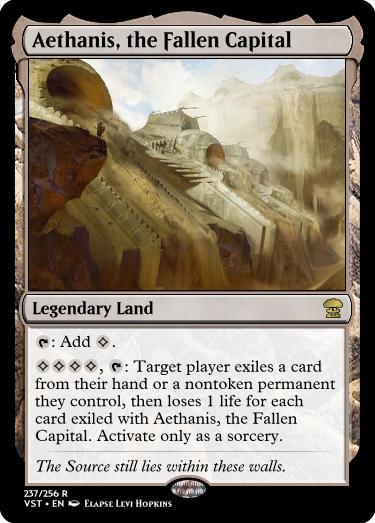 Aethanis, the Fallen Capital
Legendary Land
: Add .
, : Target player exiles a card
from their hand or a nontoken permanent
they control, then loses 1 life for each
card exiled with Aethanis, the Fallen
Capital. Activate only as a sorcery.
The Source still lies within these walls.
237/256 R
VST • EN ELAPSE LEVI HOPKINS